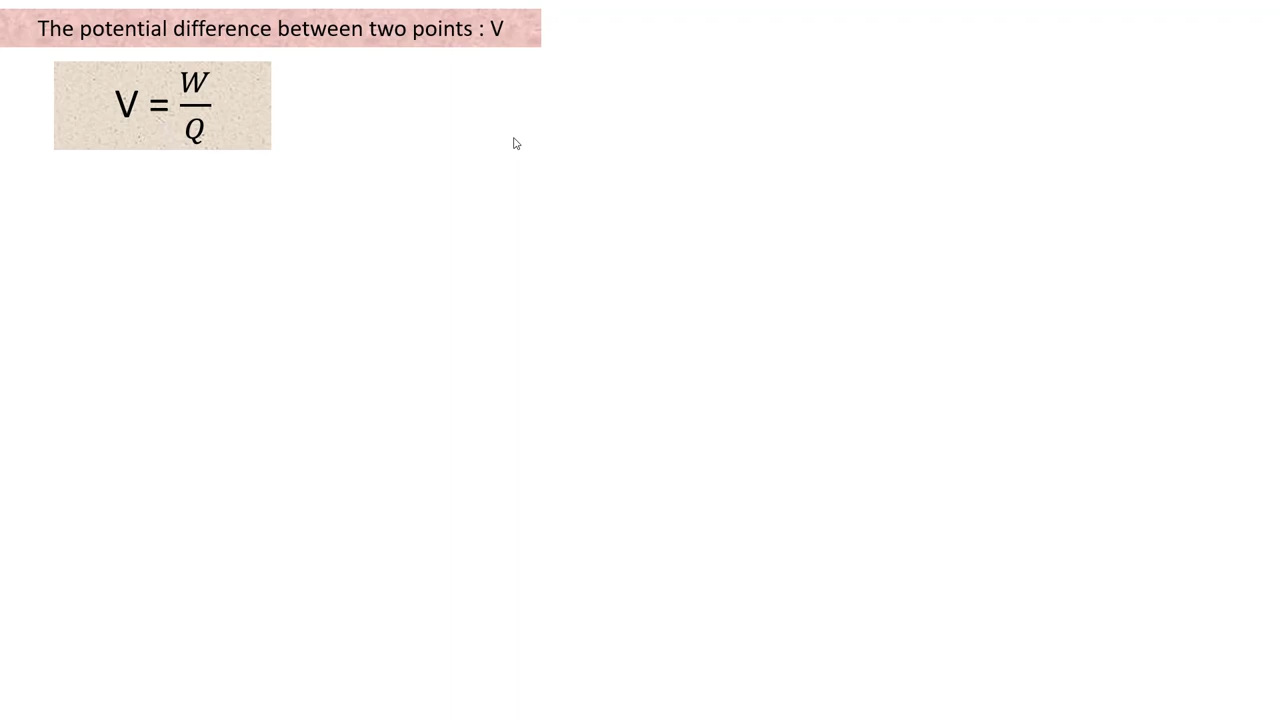 The potential difference between two points : V
V = W/Q